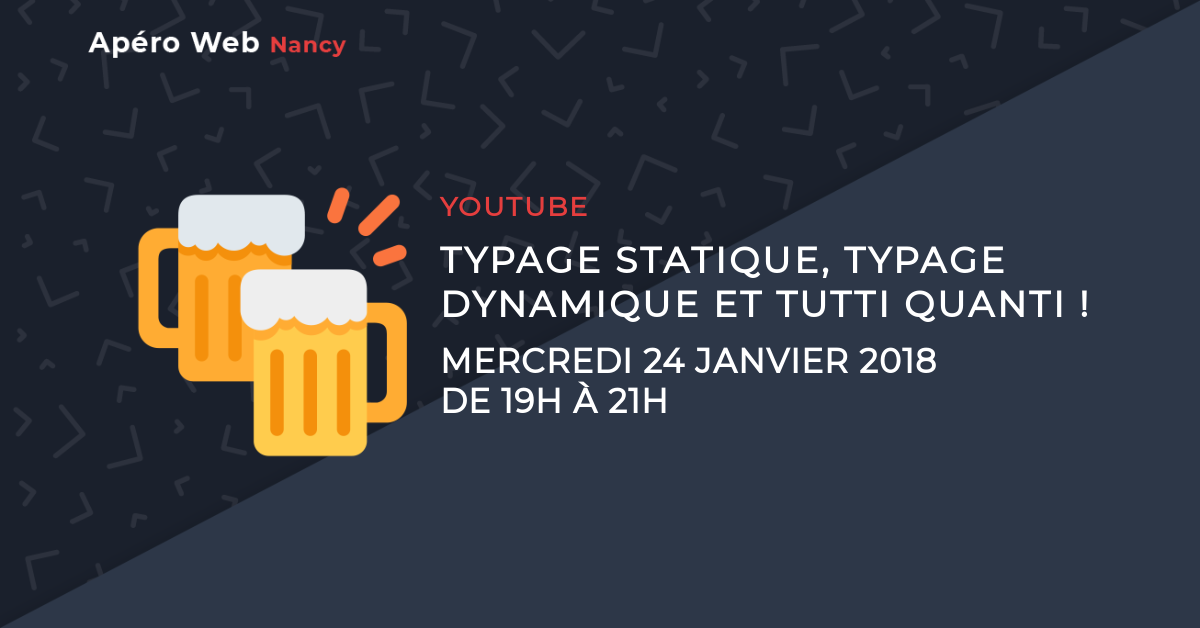 Apéro Web Nancy
YOUTUBE
TYPAGE STATIQUE, TYPAGE
DYNAMIQUE ET TUTTI QUANTI !
MERCREDI 24 JANVIER 2018
DE 19H À 21H